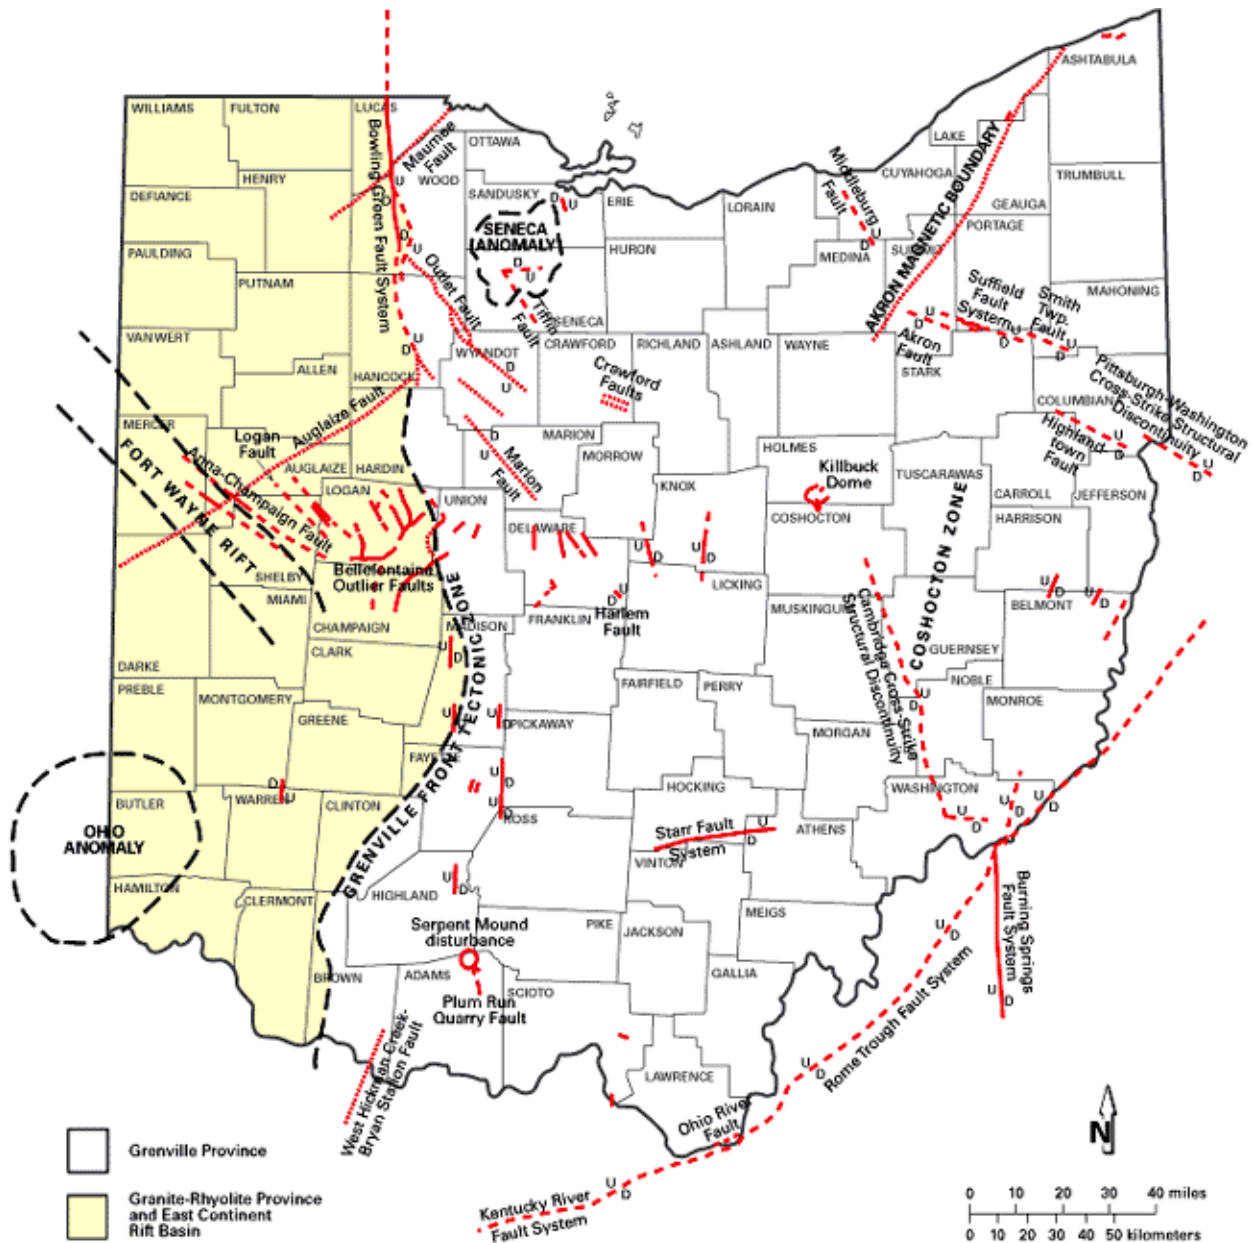 ASHTABULA
WILLIAMS
FULTON
LUCAS
LAKE
OTTAWA
Maumee
Fault
Bowling Green Fault System
HENRY
WOOD
CUYAHOGA
TRUMBULL
DEFIANCE
SANDUSKY
ERIE
LORAIN
GEAUGA
Middleburg
Fault
AKRON MAGNETIC BOUNDARY
PORTAGE
SENECA
ANOMALY
HURON
MEDINA
SUMMIT
PAULDING
PUTNAM
Outlet Fault
Tiffin
Fault
SENECA
Suffield
Fault
System
Smith
Twp.
Fault
MAHONING
VAN WERT
WYANDOT
CRAWFORD
RICHLAND
ASHLAND
WAYNE
Akron
Fault
STARK
ALLEN
HANCOCK
Crawford
Faults
Pittsburgh-Washington
Cross-Strike Structural
Discontinuity
COLUMBIANA
MERCER
Logan
Fault
Auglaize Fault
MARION
Marion
Fault
MORROW
HOLMES
Highland
town
Fault
FORT WAYNE RIFT
Anna-Champaign Fault
AUGLAIZE
HARDIN
LOGAN
UNION
KNOX
Killbuck
Dome
TUSCARAWAS
CARROLL
JEFFERSON
DELAWARE
COSHOCTON
HARRISON
COSHOCTON ZONE
SHELBY
Bellefontaine
Outlier Faults
LICKING
MIAMI
MUSKINGUM
BELMONT
CHAMPAIGN
MADISON
FRANKLIN
Harlem
Fault
Cambridge Cross-Strike
Structural Discontinuity
GUERNSEY
CLARK
DARKE
NOBLE
PREBLE
MONTGOMERY
FAIRFIELD
PERRY
MONROE
GREENE
PICKAWAY
MORGAN
GRENVILLE FRONT TECTONIC ZONE
FAYETTE
HOCKING
WASHINGTON
BUTLER
WARREN
CLINTON
ROSS
ATHENS
OHIO
ANOMALY
Starr Fault
System
VINTON
HAMILTON
CLERMONT
HIGHLAND
Burning Springs
Fault System
MEIGS
Serpent Mound
disturbance
PIKE
JACKSON
BROWN
ADAMS
GALLIA
Plum Run
Quarry Fault
SCIOTO
Rome Trough Fault System
West Hickman Creek-
Bryan Station Fault
LAWRENCE
Ohio River
Fault
Kentucky River
Fault System
Grenville Province
Granite-Rhyolite Province
and East Continent
Rift Basin
N
0 10 20 30 40 miles
0 10 20 30 40 50 kilometers